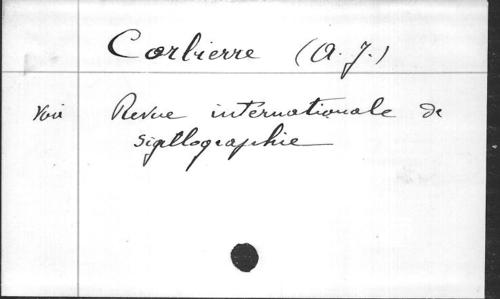 Corbierre (A. J.)
Voir Revue internationale de
sigillographie